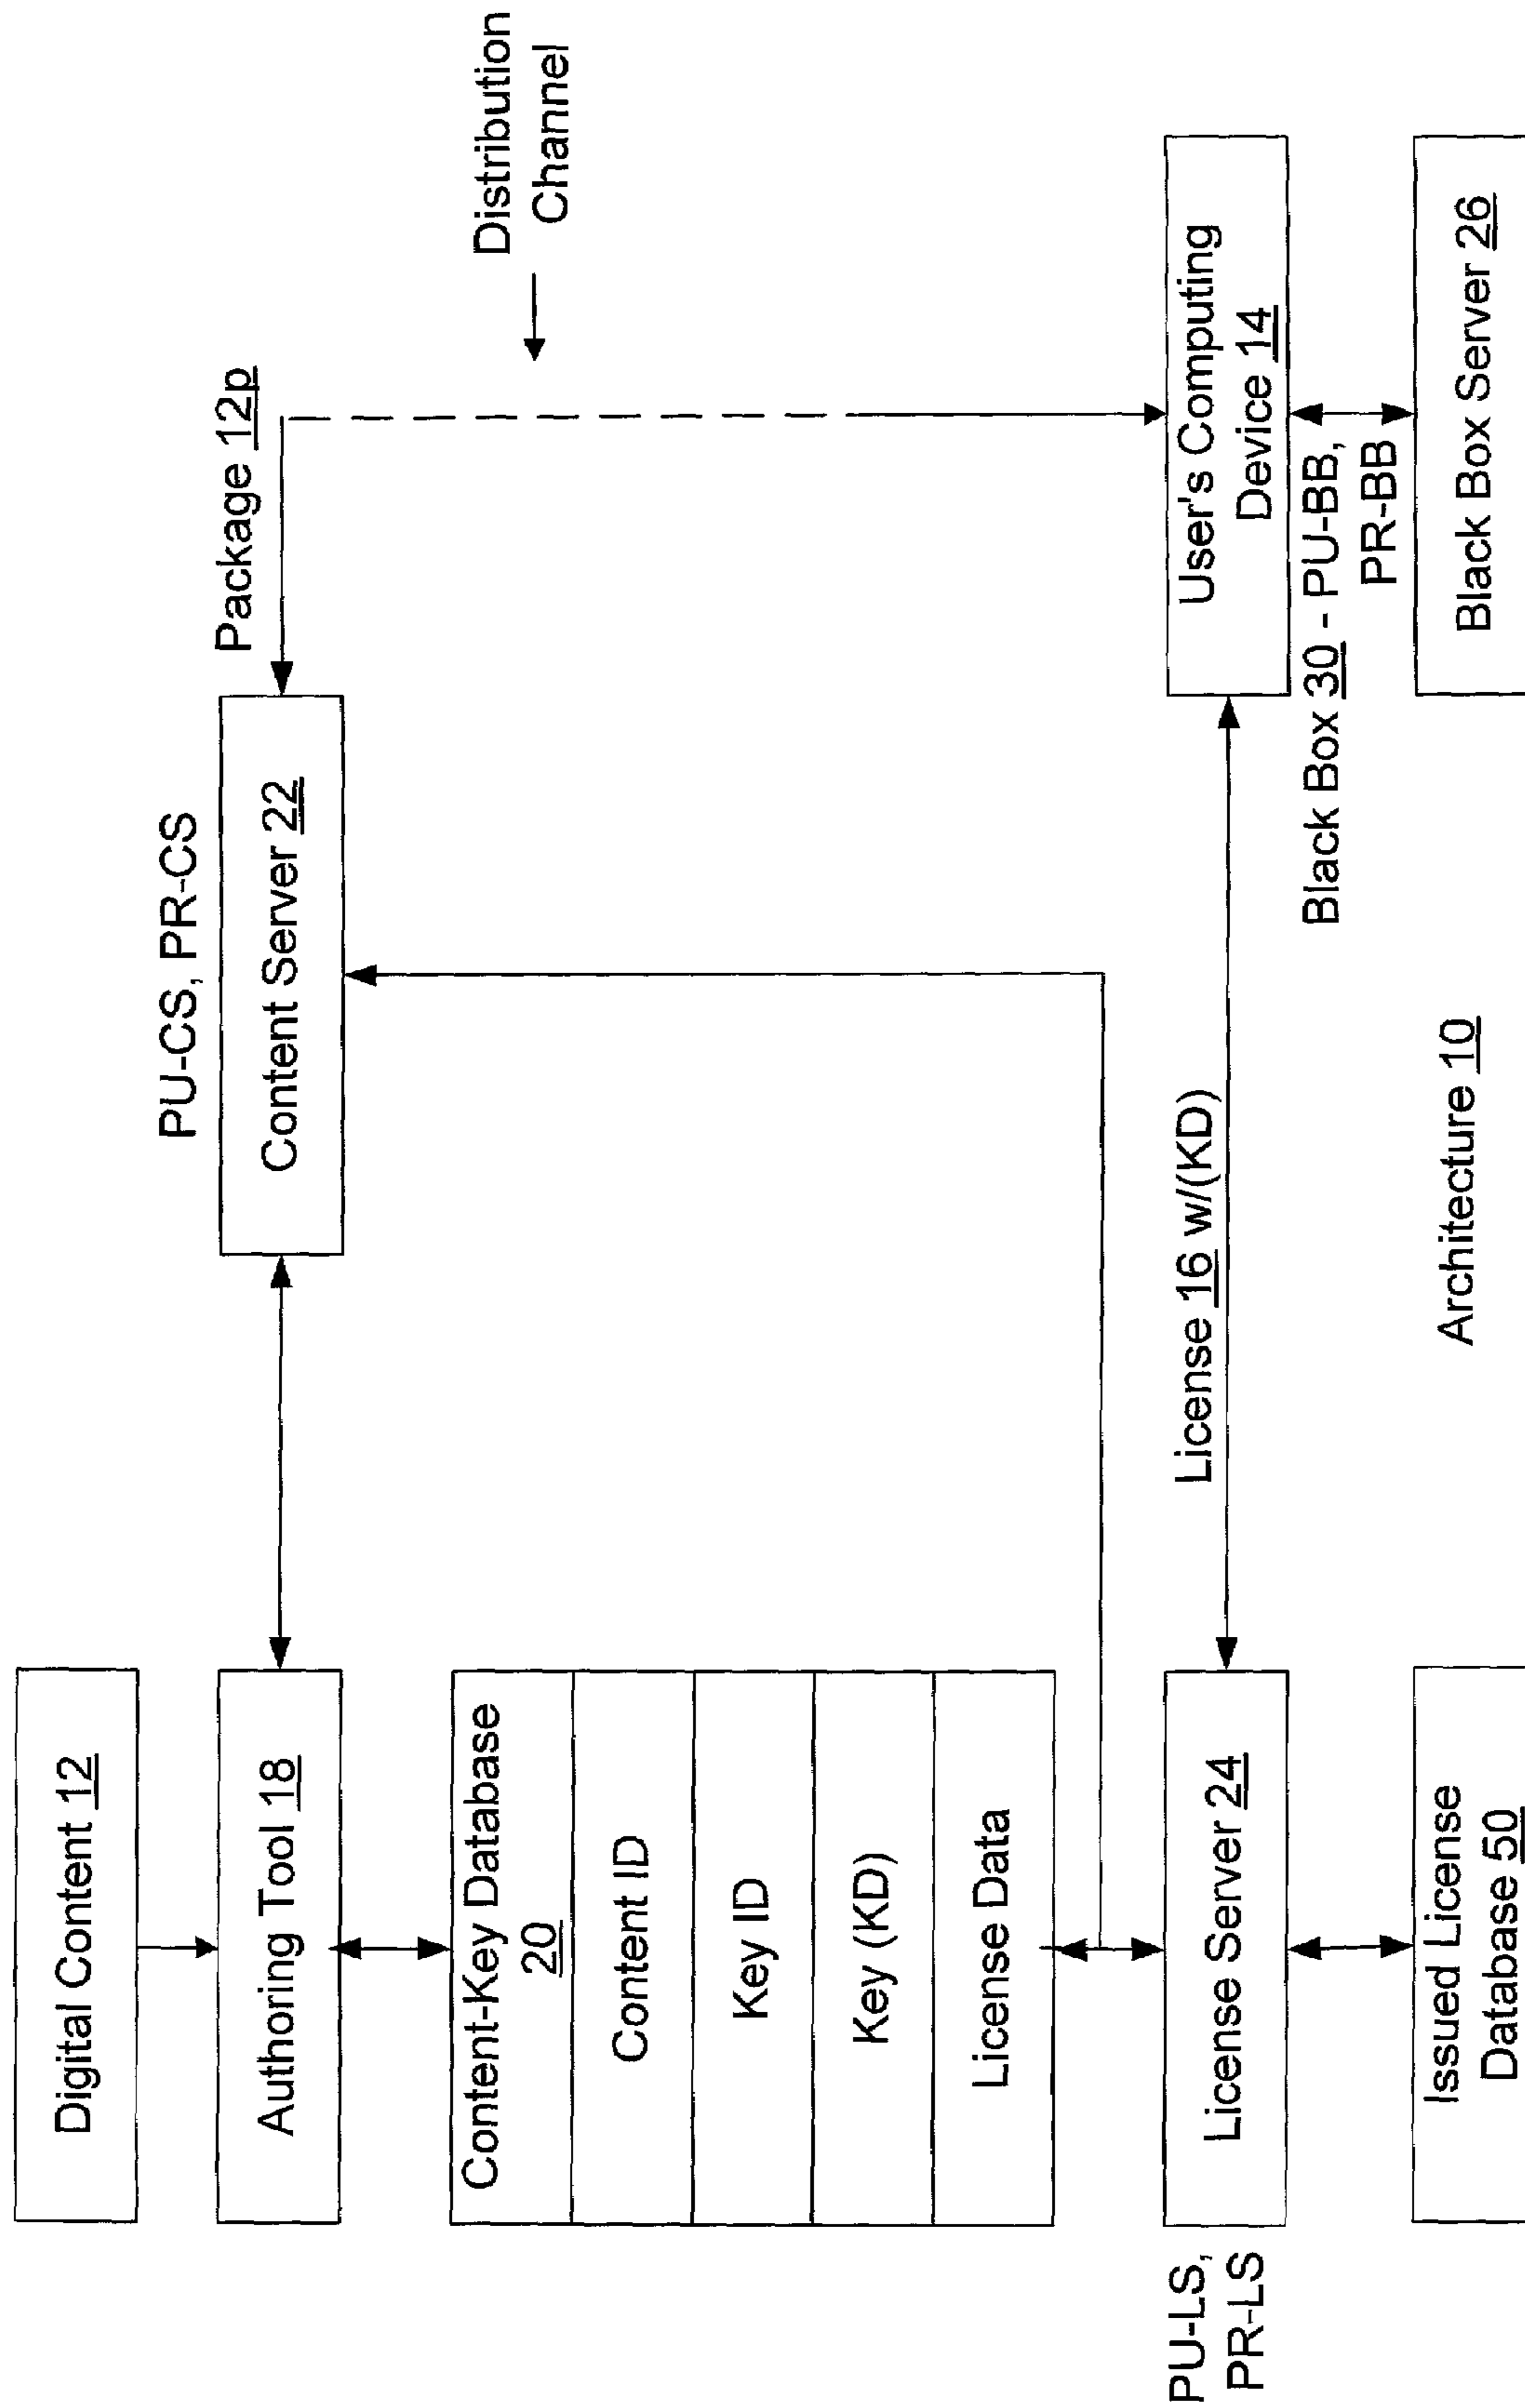 Digital Content 12
Authoring Tool 18
Content-Key Database
20
Content ID
Key ID
Key (KD)
License Data
PU-LS,
PR-LS
License Server 24
Issued License
Database 50
PU-CS, PR-CS
Content Server 22
Package 12p
Distribution
Channel
License 16 w/(KD)
User's Computing
Device 14
Black Box 30 - PU-BB,
PR-BB
Black Box Server 26
Architecture 10